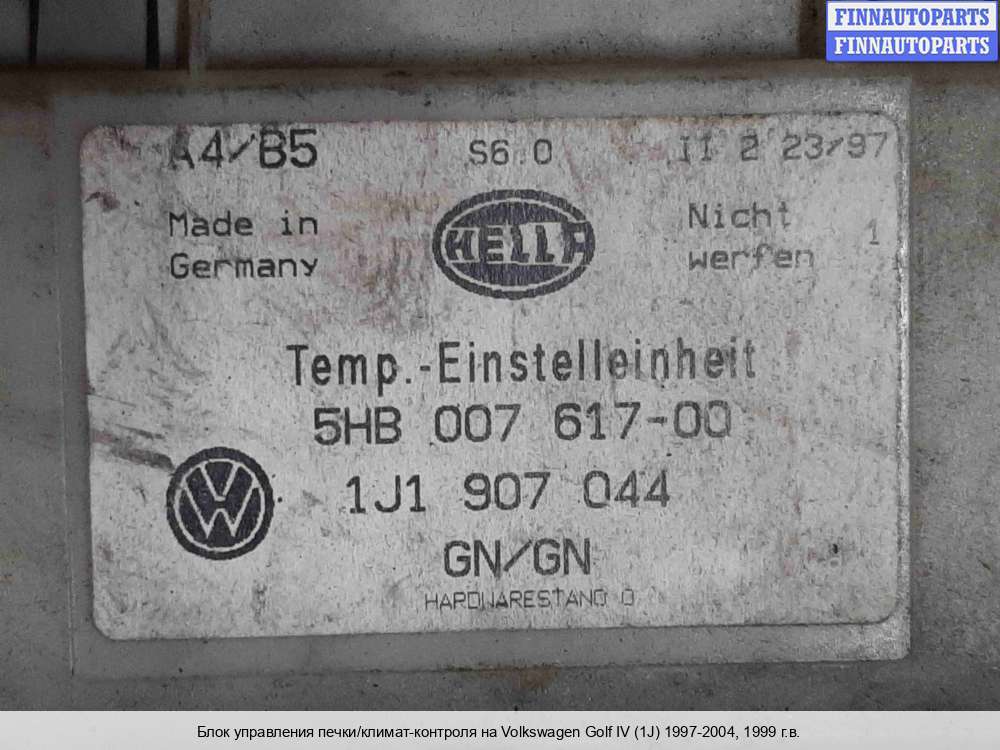 FINNAUTOPARTS
FINNAUTOPARTS
A4/B5 S6.0 II 2 23/97
Made in
Germany
HELLA
Nicht
werfen
1
Temp.-Einstelleinheit
5HB 007 617-00
VW
1J1 907 044
GN/GN
HARDWARESTAND 0
Блок управления печки/климат-контроля на Volkswagen Golf IV (1J) 1997-2004, 1999 г.в.